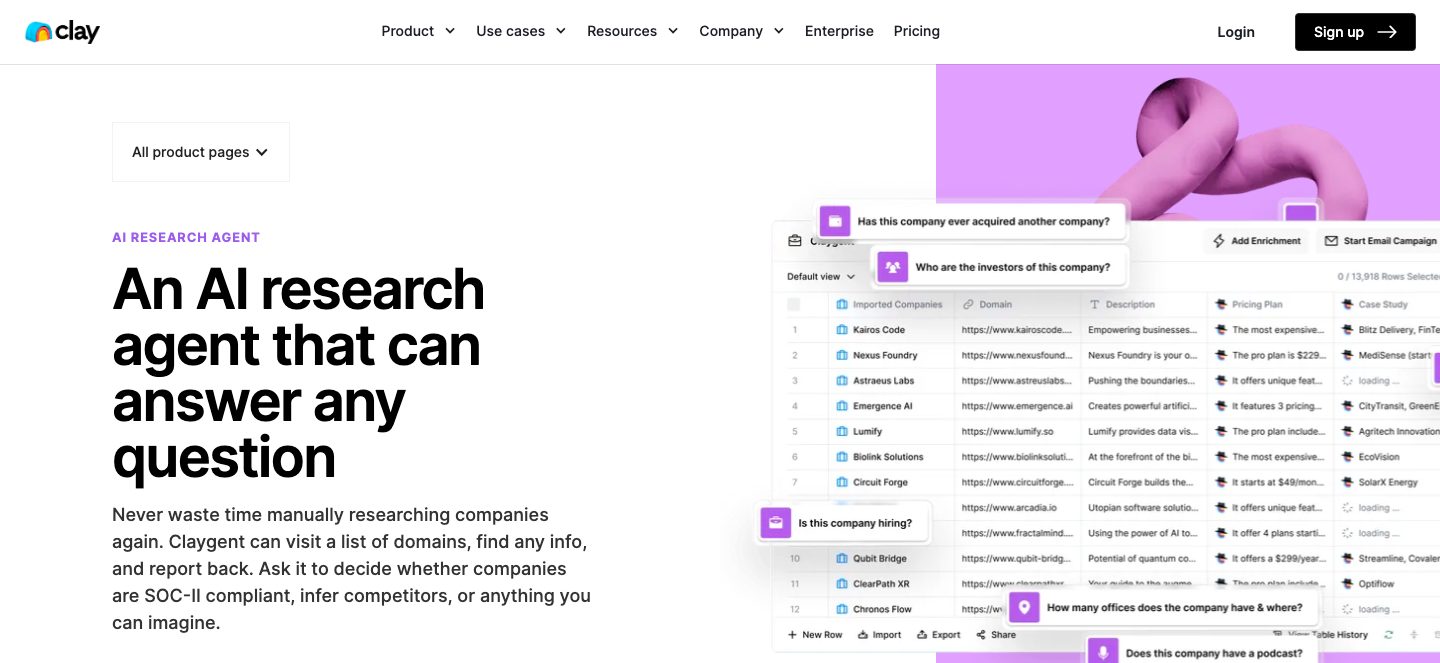 clay
Product
Use cases
Resources
Company
Enterprise
Pricing
Login
Sign up
All product pages
AI RESEARCH AGENT
An AI research
agent that can
answer any
question
Never waste time manually researching companies
again. Claygent can visit a list of domains, find any info,
and report back. Ask it to decide whether companies
are SOC-II compliant, infer competitors, or anything you
can imagine.
Has this company ever acquired another company?
Add Enrichment
Start Email Campaign
Who are the investors of this company?
Default view
0 / 13,918 Rows Selected
Imported Companies Domain Description Pricing Plan Case Study
1 Kairos Code https://www.kairoscode.... Empowering businesses... The most expensive... Blitz Delivery, FinTe
2 Nexus Foundry https://www.nexusfound... Nexus Foundry is your o... The pro plan is $229... MediSense (start
3 Astraeus Labs https://www.astreuslabs... Pushing the boundaries... It offers unique feat... loading ...
4 Emergence AI https://www.emergence.ai Creates powerful artifici... It features 3 pricing... CityTransit, GreenE
5 Lumify https://www.lumify.so Lumify provides data vis... The pro plan include... Agritech Innovation
6 Biolink Solutions https://www.biolinksoluti... At the forefront of the bi... The most expensive... EcoVision
7 Circuit Forge https://www.circuitforge.... Circuit Forge builds the... It starts at $49/mon... SolarX Energy
https://www.arcadia.io Utopian software solutio... It offers unique feat... loading ...
Is this company hiring?
https://www.fractalmind.... Using the power of AI to... It offer 4 plans starti... loading ...
10 Qubit Bridge https://www.qubit-bridg... Potential of quantum co... It offers a $299/year... Streamline, Covalen
11 ClearPath XR https://www.clearpathxr... Your guide to the augme... The pro plan include... Optiflow
12 Chronos Flow loading ...
How many offices does the company have & where?
New Row
Import
Export
Share
View Table History
Does this company have a podcast?